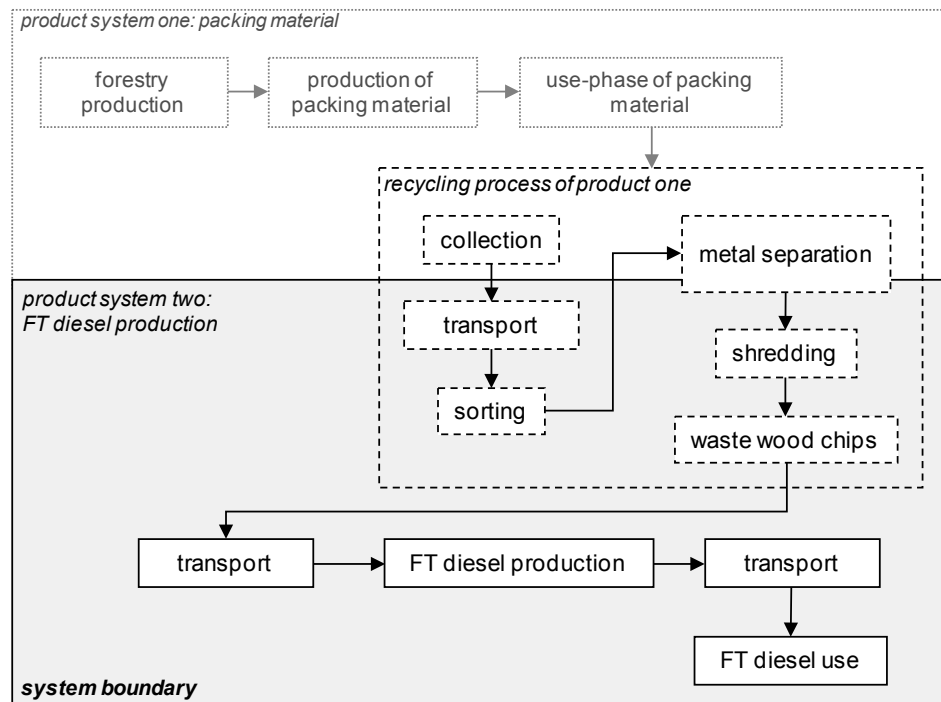 product system one: packing material
forestry
production
production of
packing material
use-phase of packing
material
recycling process of product one
collection
metal separation
product system two:
FT diesel production
transport
shredding
sorting
waste wood chips
transport
FT diesel production
transport
FT diesel use
system boundary